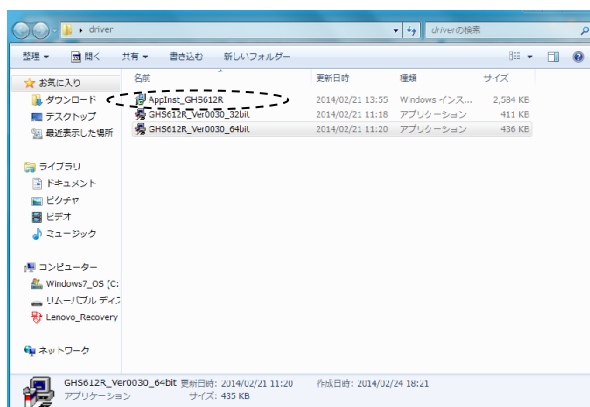 driver
driverの検索
整理 開く 共有 書き込む 新しいフォルダー
名前 更新日時 種類 サイズ
お気に入り
ダウンロード
デスクトップ
最近表示した場所
AppInst_GHS612R 2014/02/21 13:55 Windows インス... 2,534 KB
GHS612R_Ver0030_32bit 2014/02/21 11:18 アプリケーション 411 KB
GHS612R_Ver0030_64bit 2014/02/21 11:20 アプリケーション 436 KB
ライブラリ
ドキュメント
ピクチャ
ビデオ
ミュージック
コンピューター
Windows7_OS (C:
リムーバブル ディス
Lenovo_Recovery
ネットワーク
GHS612R_Ver0030_64bit 更新日時: 2014/02/21 11:20 作成日時: 2014/02/24 18:21
アプリケーション サイズ: 435 KB